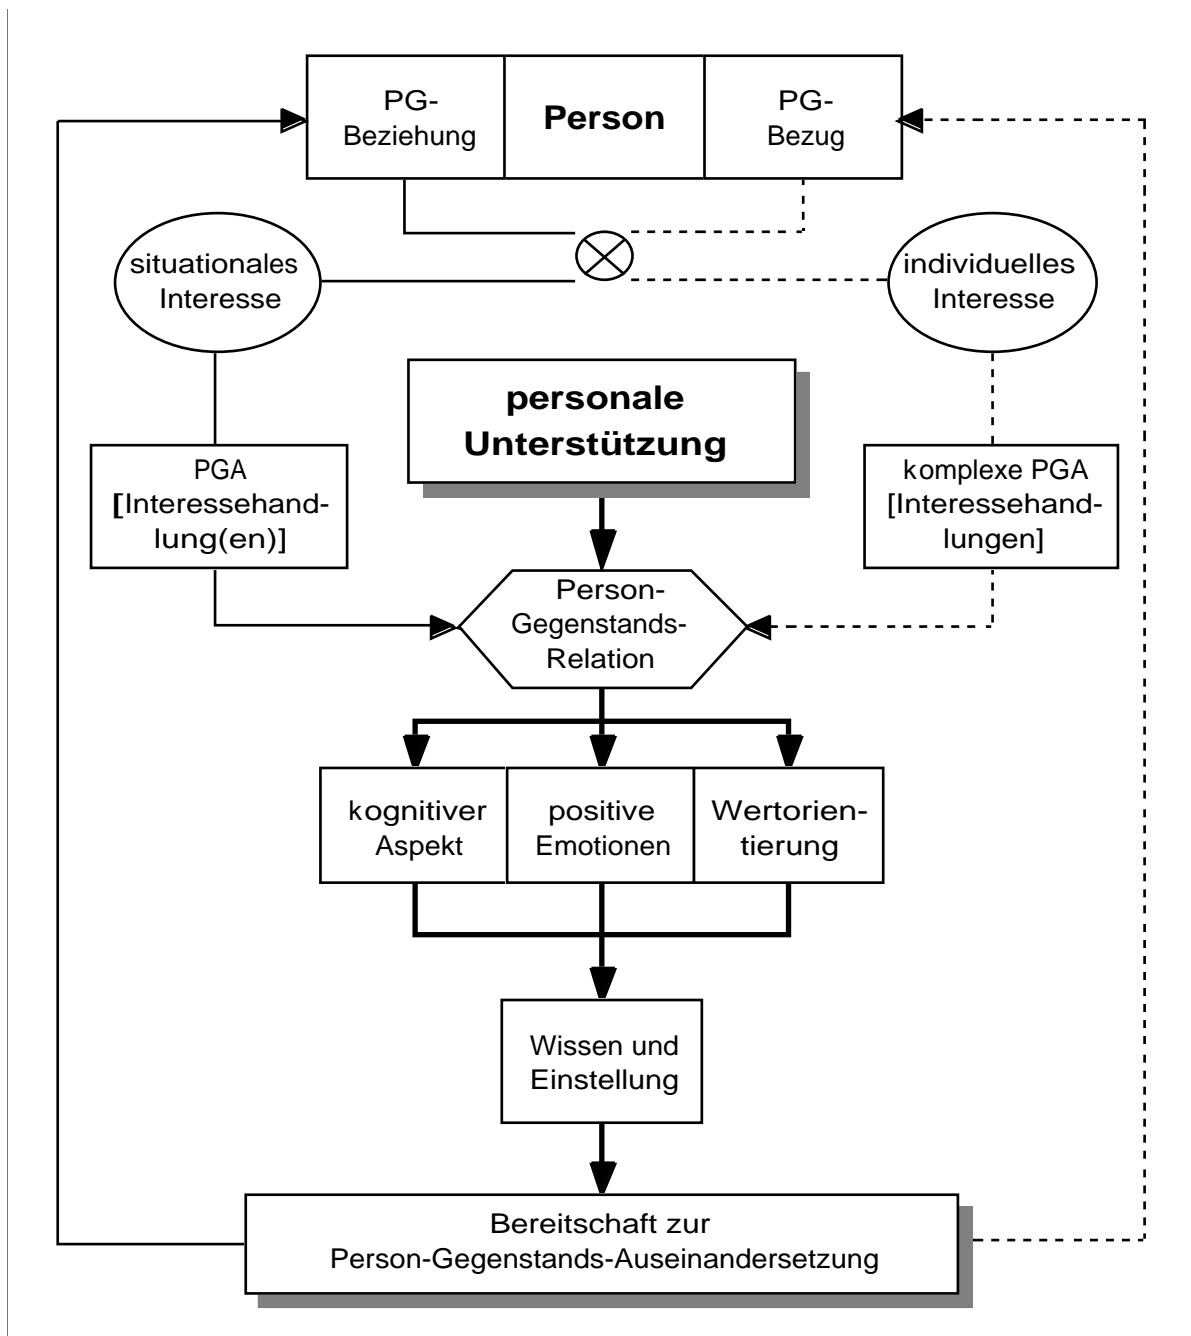 PG-
Beziehung
Person
PG-
Bezug
situationales
Interesse
individuelles
Interesse
personale
Unterstützung
PGA
[Interessehand-
lung(en)]
komplexe PGA
[Interessehand-
lungen]
Person-
Gegenstands-
Relation
kognitiver
Aspekt
positive
Emotionen
Wertorien-
tierung
Wissen und
Einstellung
Bereitschaft zur
Person-Gegenstands-Auseinandersetzung